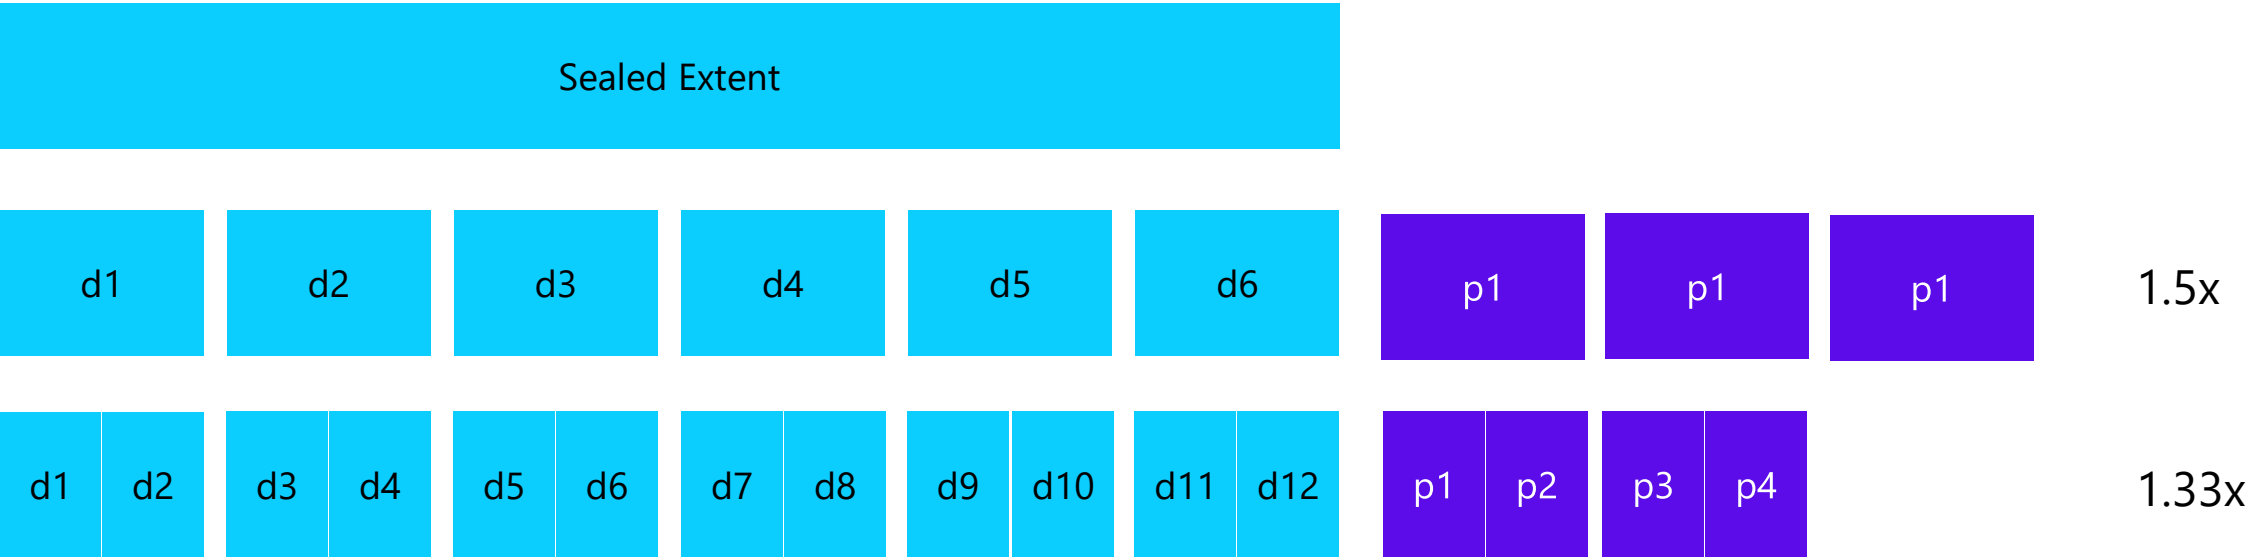 Sealed Extent
d1 d2 d3 d4 d5 d6 p1 p1 p1 1.5x
d1 d2 d3 d4 d5 d6 d7 d8 d9 d10 d11 d12 p1 p2 p3 p4 1.33x